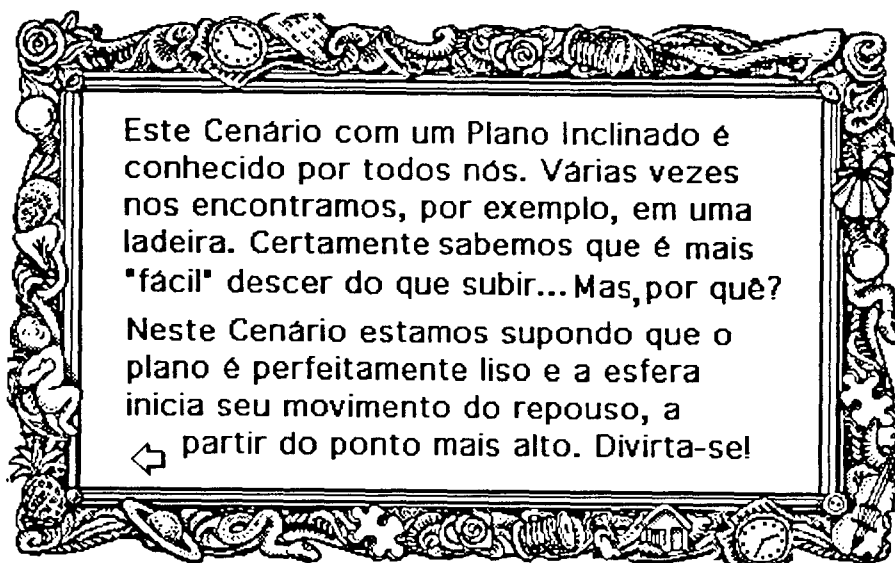 Este Cenário com um Plano Inclinado é
conhecido por todos nós. Várias vezes
nos encontramos, por exemplo, em uma
ladeira. Certamente sabemos que é mais
"fácil" descer do que subir... Mas, por quê?
Neste Cenário estamos supondo que o
plano é perfeitamente liso e a esfera
inicia seu movimento do repouso, a
partir do ponto mais alto. Divirta-se!